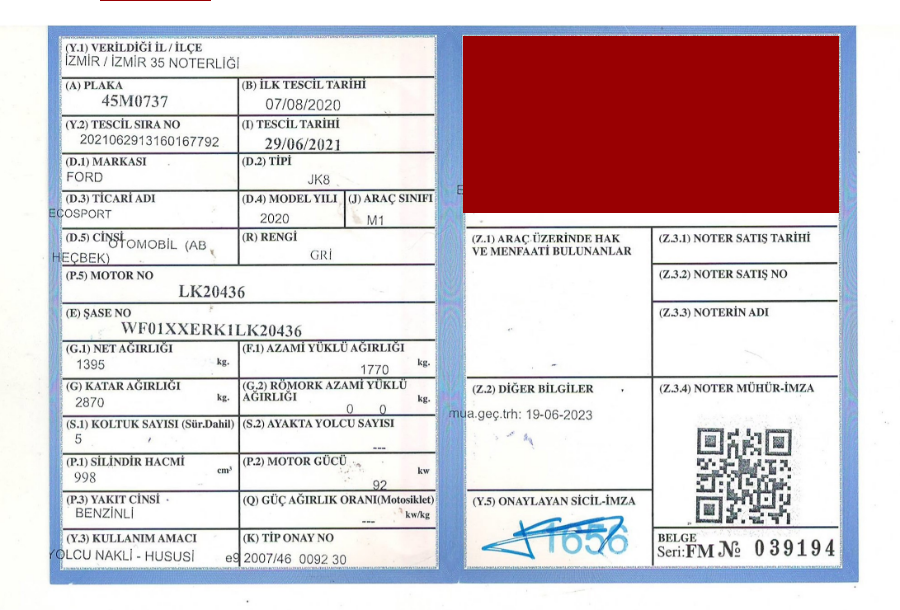 (Y.1) VERİLDİĞİ İL / İLÇE
İZMİR / İZMİR 35 NOTERLİĞİ
(A) PLAKA
45M0737
(B) İLK TESCİL TARİHİ
07/08/2020
(Y.2) TESCİL SIRA NO
2021062913160167792
(I) TESCİL TARİHİ
29/06/2021
(D.1) MARKASI
FORD
(D.2) TİPİ
JK8
(D.3) TİCARİ ADI
ECOSPORT
(D.4) MODEL YILI
2020
(J) ARAÇ SINIFI
M1
(D.5) CİNSİ
OTOMOBİL (AB
HEÇBEK)
(R) RENGİ
GRİ
(P.5) MOTOR NO
LK20436
(E) ŞASE NO
WF01XXERK1LK20436
(G.1) NET AĞIRLIĞI
1395 kg.
(F.1) AZAMİ YÜKLÜ AĞIRLIĞI
1770 kg.
(G) KATAR AĞIRLIĞI
2870 kg.
(G.2) RÖMORK AZAMİ YÜKLÜ
AĞIRLIĞI
0 0 kg.
(S.1) KOLTUK SAYISI (Sür.Dahil)
5
(S.2) AYAKTA YOLCU SAYISI
---
(P.1) SİLİNDİR HACMİ
998 cm³
(P.2) MOTOR GÜCÜ
92 kw
(P.3) YAKIT CİNSİ
BENZİNLİ
(Q) GÜÇ AĞIRLIK ORANI(Motosiklet)
--- kw/kg
(Y.3) KULLANIM AMACI
YOLCU NAKLİ - HUSUSİ
(K) TİP ONAY NO
e9 2007/46 0092 30
(Z.1) ARAÇ ÜZERİNDE HAK
VE MENFAATİ BULUNANLAR
(Z.3.1) NOTER SATIŞ TARİHİ
(Z.3.2) NOTER SATIŞ NO
(Z.3.3) NOTERİN ADI
(Z.2) DİĞER BİLGİLER
mua.geç.trh: 19-06-2023
(Z.3.4) NOTER MÜHÜR-İMZA
(Y.5) ONAYLAYAN SİCİL-İMZA
1656
BELGE
Seri: FM № 039194